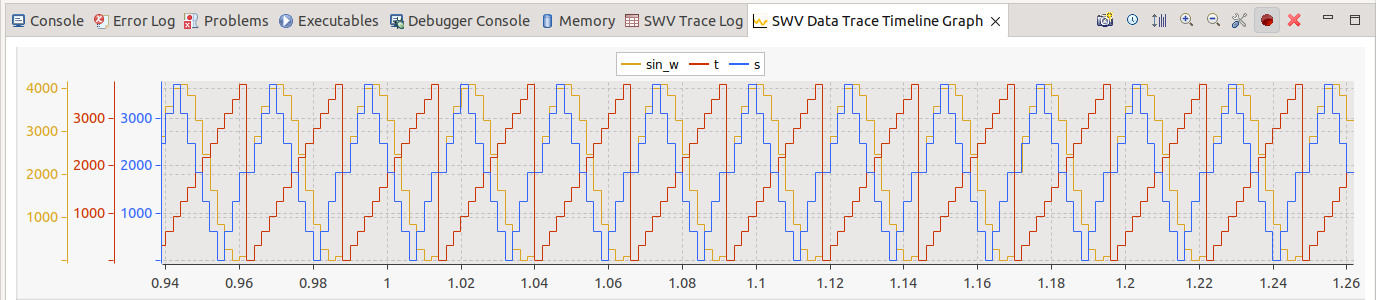 Console Error Log Problems Executables Debugger Console Memory SWV Trace Log SWV Data Trace Timeline Graph
sin_w t s
4000
3000 3000 3000
2000 2000 2000
1000 1000 1000
0.94 0.96 0.98 1 1.02 1.04 1.06 1.08 1.1 1.12 1.14 1.16 1.18 1.2 1.22 1.24 1.26